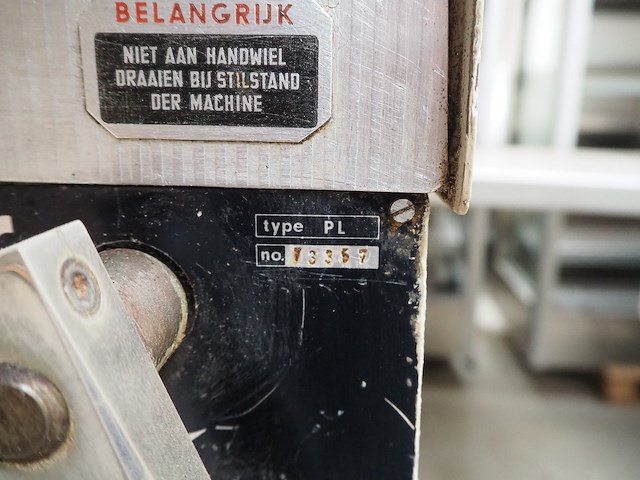 BELANGRIJK
NIET AAN HANDWIEL
DRAAIEN BIJ STILSTAND
DER MACHINE
type PL
no.